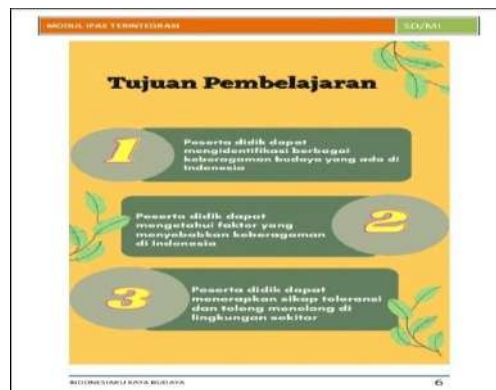 MODUL IPAS TERINTEGRASI
SD/MI
Tujuan Pembelajaran
1
Peserta didik dapat
mengidentifikasi berbagai
keberagaman budaya yang ada di
Indonesia
Peserta didik dapat
mengetahui faktor yang
menyebabkan keberagaman
di Indonesia
2
3
Peserta didik dapat
menerapkan sikap toleransi
dan tolong menolong di
lingkungan sekitar
INDONESIAKU KAYA BUDAYA
6